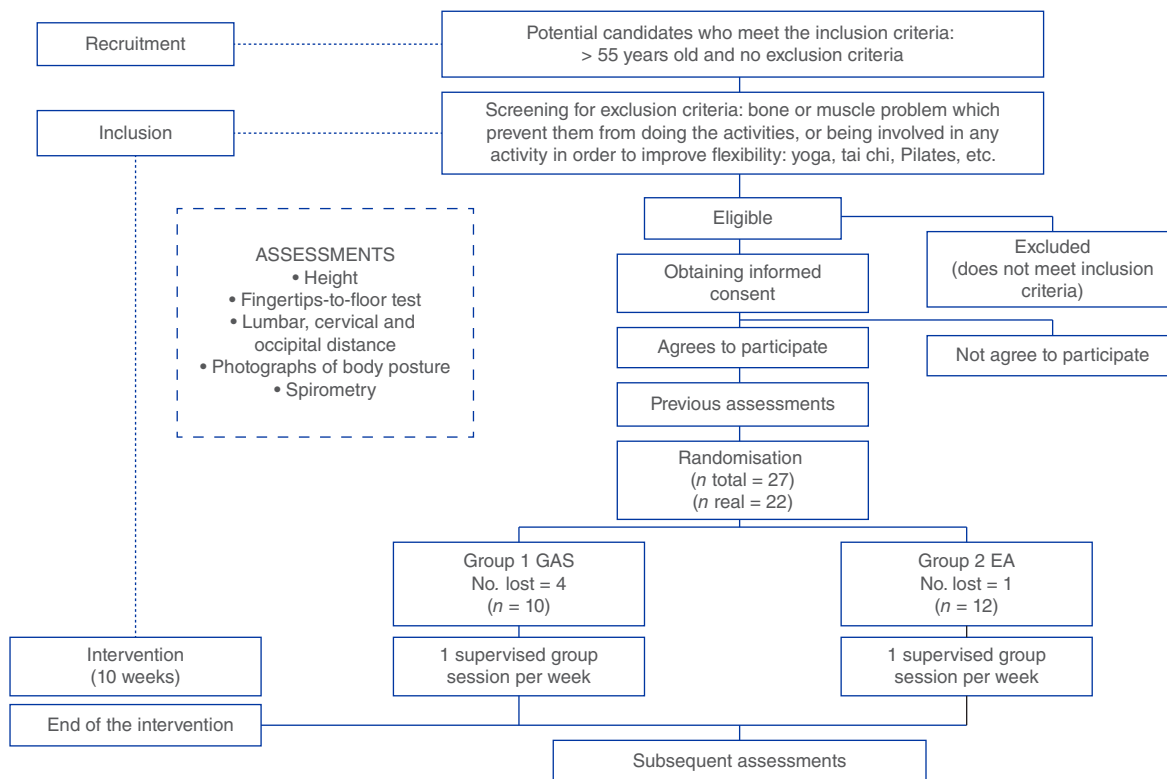 Recruitment
Potential candidates who meet the inclusion criteria:
> 55 years old and no exclusion criteria
Inclusion
Screening for exclusion criteria: bone or muscle problem which
prevent them from doing the activities, or being involved in any
activity in order to improve flexibility: yoga, tai chi, Pilates, etc.
Eligible
Excluded
(does not meet inclusion
criteria)
ASSESSMENTS
• Height
• Fingertips-to-floor test
• Lumbar, cervical and
occipital distance
• Photographs of body posture
• Spirometry
Obtaining informed
consent
Agrees to participate
Not agree to participate
Previous assessments
Randomisation
(n total = 27)
(n real = 22)
Group 1 GAS
No. lost = 4
(n = 10)
Group 2 EA
No. lost = 1
(n = 12)
Intervention
(10 weeks)
1 supervised group
session per week
1 supervised group
session per week
End of the intervention
Subsequent assessments